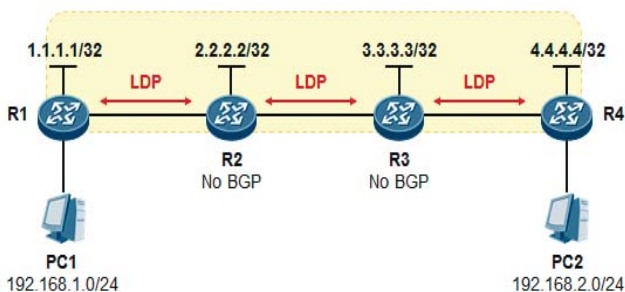 1.1.1.1/32 2.2.2.2/32 3.3.3.3/32 4.4.4.4/32
LDP LDP LDP
R1 R4
R2 R3
No BGP No BGP
PC1 PC2
192.168.1.0/24 192.168.2.0/24